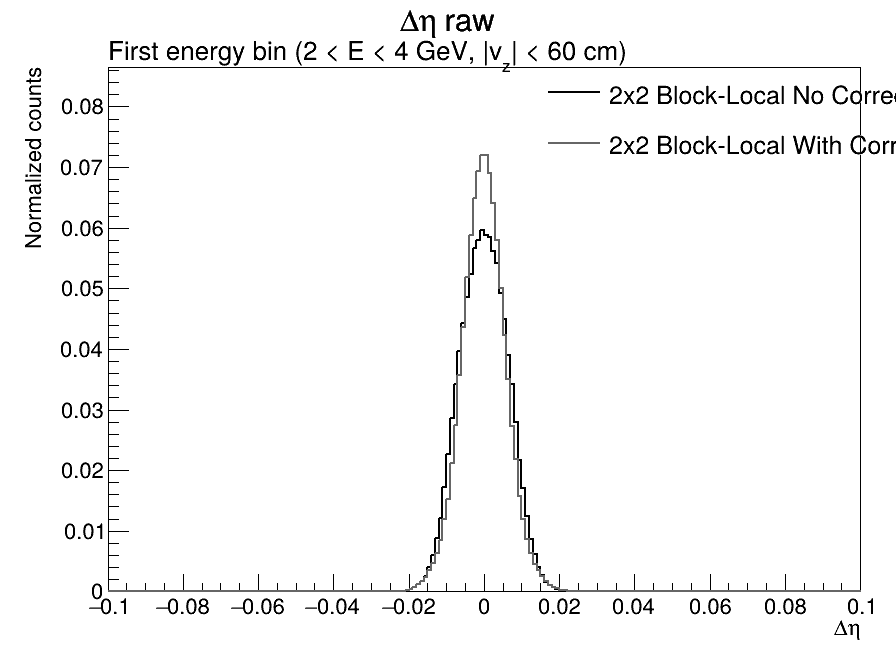 Δη raw
First energy bin (2 < E < 4 GeV, |v_z| < 60 cm)
Normalized counts
2x2 Block-Local No Corre
2x2 Block-Local With Corr
0.08
0.07
0.06
0.05
0.04
0.03
0.02
0.01
0
−0.1 −0.08 −0.06 −0.04 −0.02 0 0.02 0.04 0.06 0.08 0.1
Δη